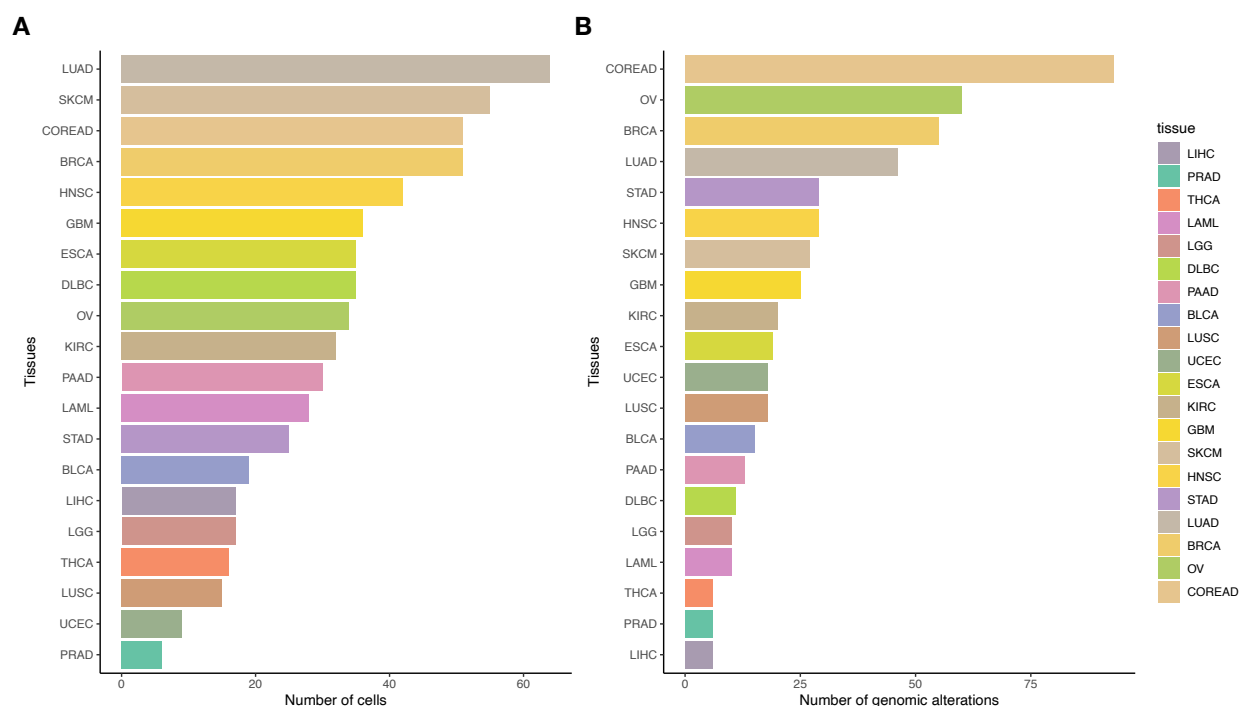 A
LUAD
SKCM
COREAD
BRCA
HNSC
GBM
ESCA
DLBC
OV
KIRC
PAAD
LAML
STAD
BLCA
LIHC
LGG
THCA
LUSC
UCEC
PRAD
Tissues
0 20 40 60
Number of cells
B
COREAD
OV
BRCA
LUAD
STAD
HNSC
SKCM
GBM
KIRC
ESCA
UCEC
LUSC
BLCA
PAAD
DLBC
LGG
LAML
THCA
PRAD
LIHC
Tissues
0 25 50 75
Number of genomic alterations
tissue
LIHC
PRAD
THCA
LAML
LGG
DLBC
PAAD
BLCA
LUSC
UCEC
ESCA
KIRC
GBM
SKCM
HNSC
STAD
LUAD
BRCA
OV
COREAD